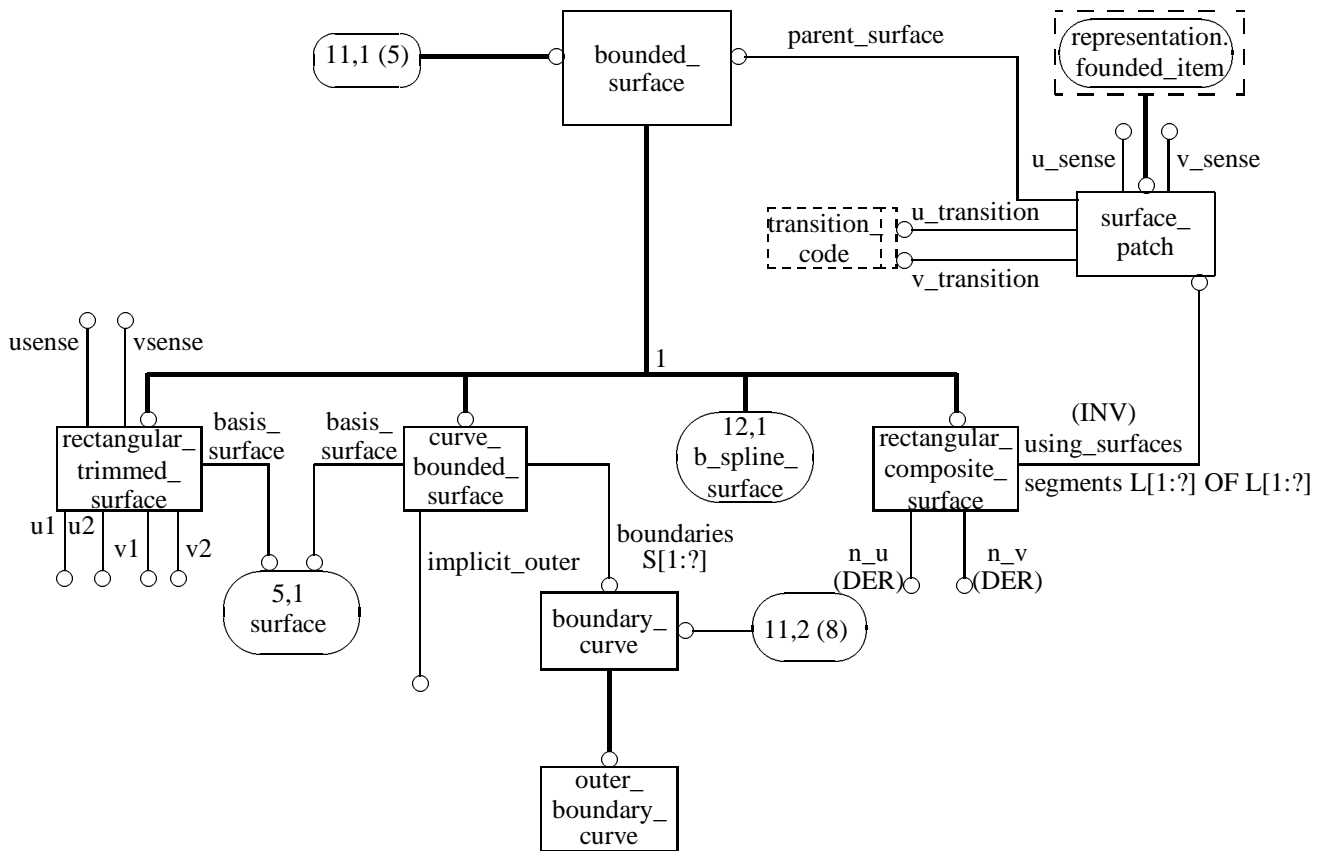 11,1 (5)
bounded_
surface
parent_surface
representation.
founded_item
u_sense
v_sense
transition_
code
u_transition
v_transition
surface_
patch
usense
vsense
1
rectangular_
trimmed_
surface
basis_
surface
basis_
surface
curve_
bounded_
surface
12,1
b_spline_
surface
rectangular_
composite_
surface
(INV)
using_surfaces
segments L[1:?] OF L[1:?]
u1
u2
v1
v2
5,1
surface
implicit_outer
boundaries
S[1:?]
n_u
(DER)
n_v
(DER)
boundary_
curve
11,2 (8)
outer_
boundary_
curve